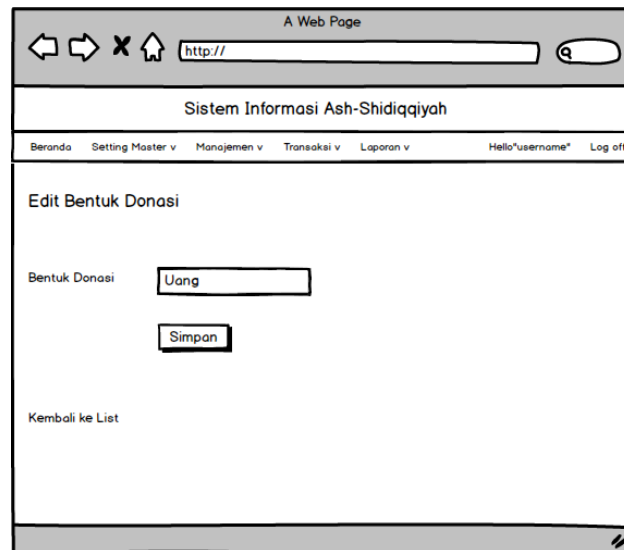 A Web Page
http://
Sistem Informasi Ash-Shidiqqiyah
Beranda Setting Master v Manajemen v Transaksi v Laporan v Hello"username" Log off
Edit Bentuk Donasi
Bentuk Donasi Uang
Simpan
Kembali ke List